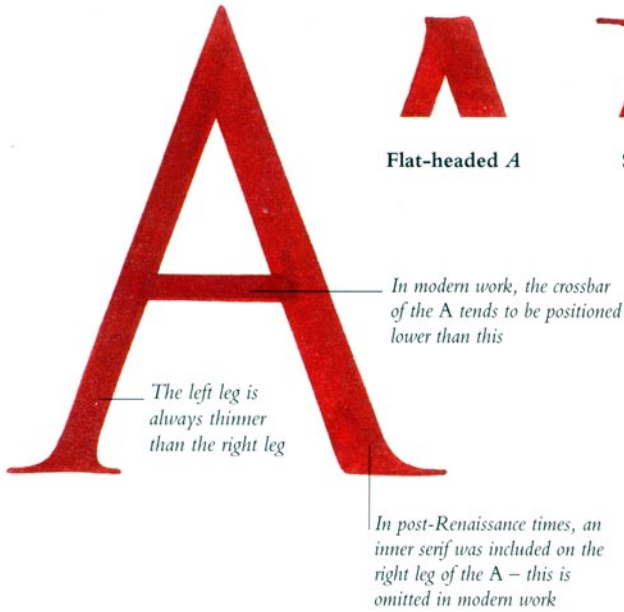 Flat-headed A
In modern work, the crossbar
of the A tends to be positioned
lower than this
The left leg is
always thinner
than the right leg
In post-Renaissance times, an
inner serif was included on the
right leg of the A – this is
omitted in modern work